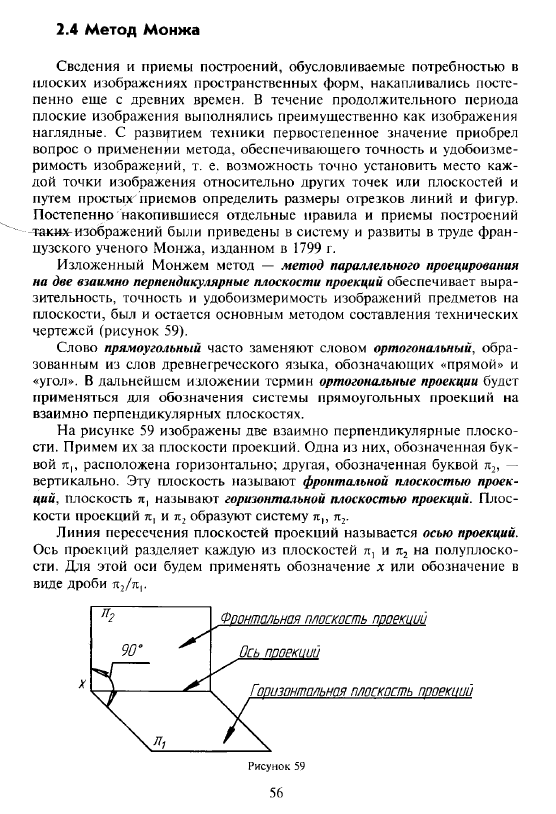 2.4 Метод Монжа
Сведения и приемы построений, обусловливаемые потребностью в
плоских изображениях пространственных форм, накапливались посте-
пенно еще с древних времен. В течение продолжительного периода
плоские изображения выполнялись преимущественно как изображения
наглядные. С развитием техники первостепенное значение приобрел
вопрос о применении метода, обеспечивающего точность и удобоизме-
римость изображений, т. е. возможность точно установить место каж-
дой точки изображения относительно других точек или плоскостей и
путем простых приемов определить размеры отрезков линий и фигур.
Постепенно накопившиеся отдельные правила и приемы построений
таких изображений были приведены в систему и развиты в труде фран-
цузского ученого Монжа, изданном в 1799 г.
Изложенный Монжем метод — метод параллельного проецирования
на две взаимно перпендикулярные плоскости проекций обеспечивает выра-
зительность, точность и удобоизмеримость изображений предметов на
плоскости, был и остается основным методом составления технических
чертежей (рисунок 59).
Слово прямоугольный часто заменяют словом ортогональный, обра-
зованным из слов древнегреческого языка, обозначающих «прямой» и
«угол». В дальнейшем изложении термин ортогональные проекции будет
применяться для обозначения системы прямоугольных проекций на
взаимно перпендикулярных плоскостях.
На рисунке 59 изображены две взаимно перпендикулярные плоско-
сти. Примем их за плоскости проекций. Одна из них, обозначенная бук-
вой π₁, расположена горизонтально; другая, обозначенная буквой π₂, —
вертикально. Эту плоскость называют фронтальной плоскостью проек-
ций, плоскость π₁ называют горизонтальной плоскостью проекций. Плос-
кости проекций π₁ и π₂ образуют систему π₁, π₂.
Линия пересечения плоскостей проекций называется осью проекций.
Ось проекций разделяет каждую из плоскостей π₁ и π₂ на полуплоско-
сти. Для этой оси будем применять обозначение x или обозначение в
виде дроби π₂/π₁.
π₂
Фронтальная плоскость проекций
90°
Ось проекций
x
Горизонтальная плоскость проекций
π₁
Рисунок 59
56